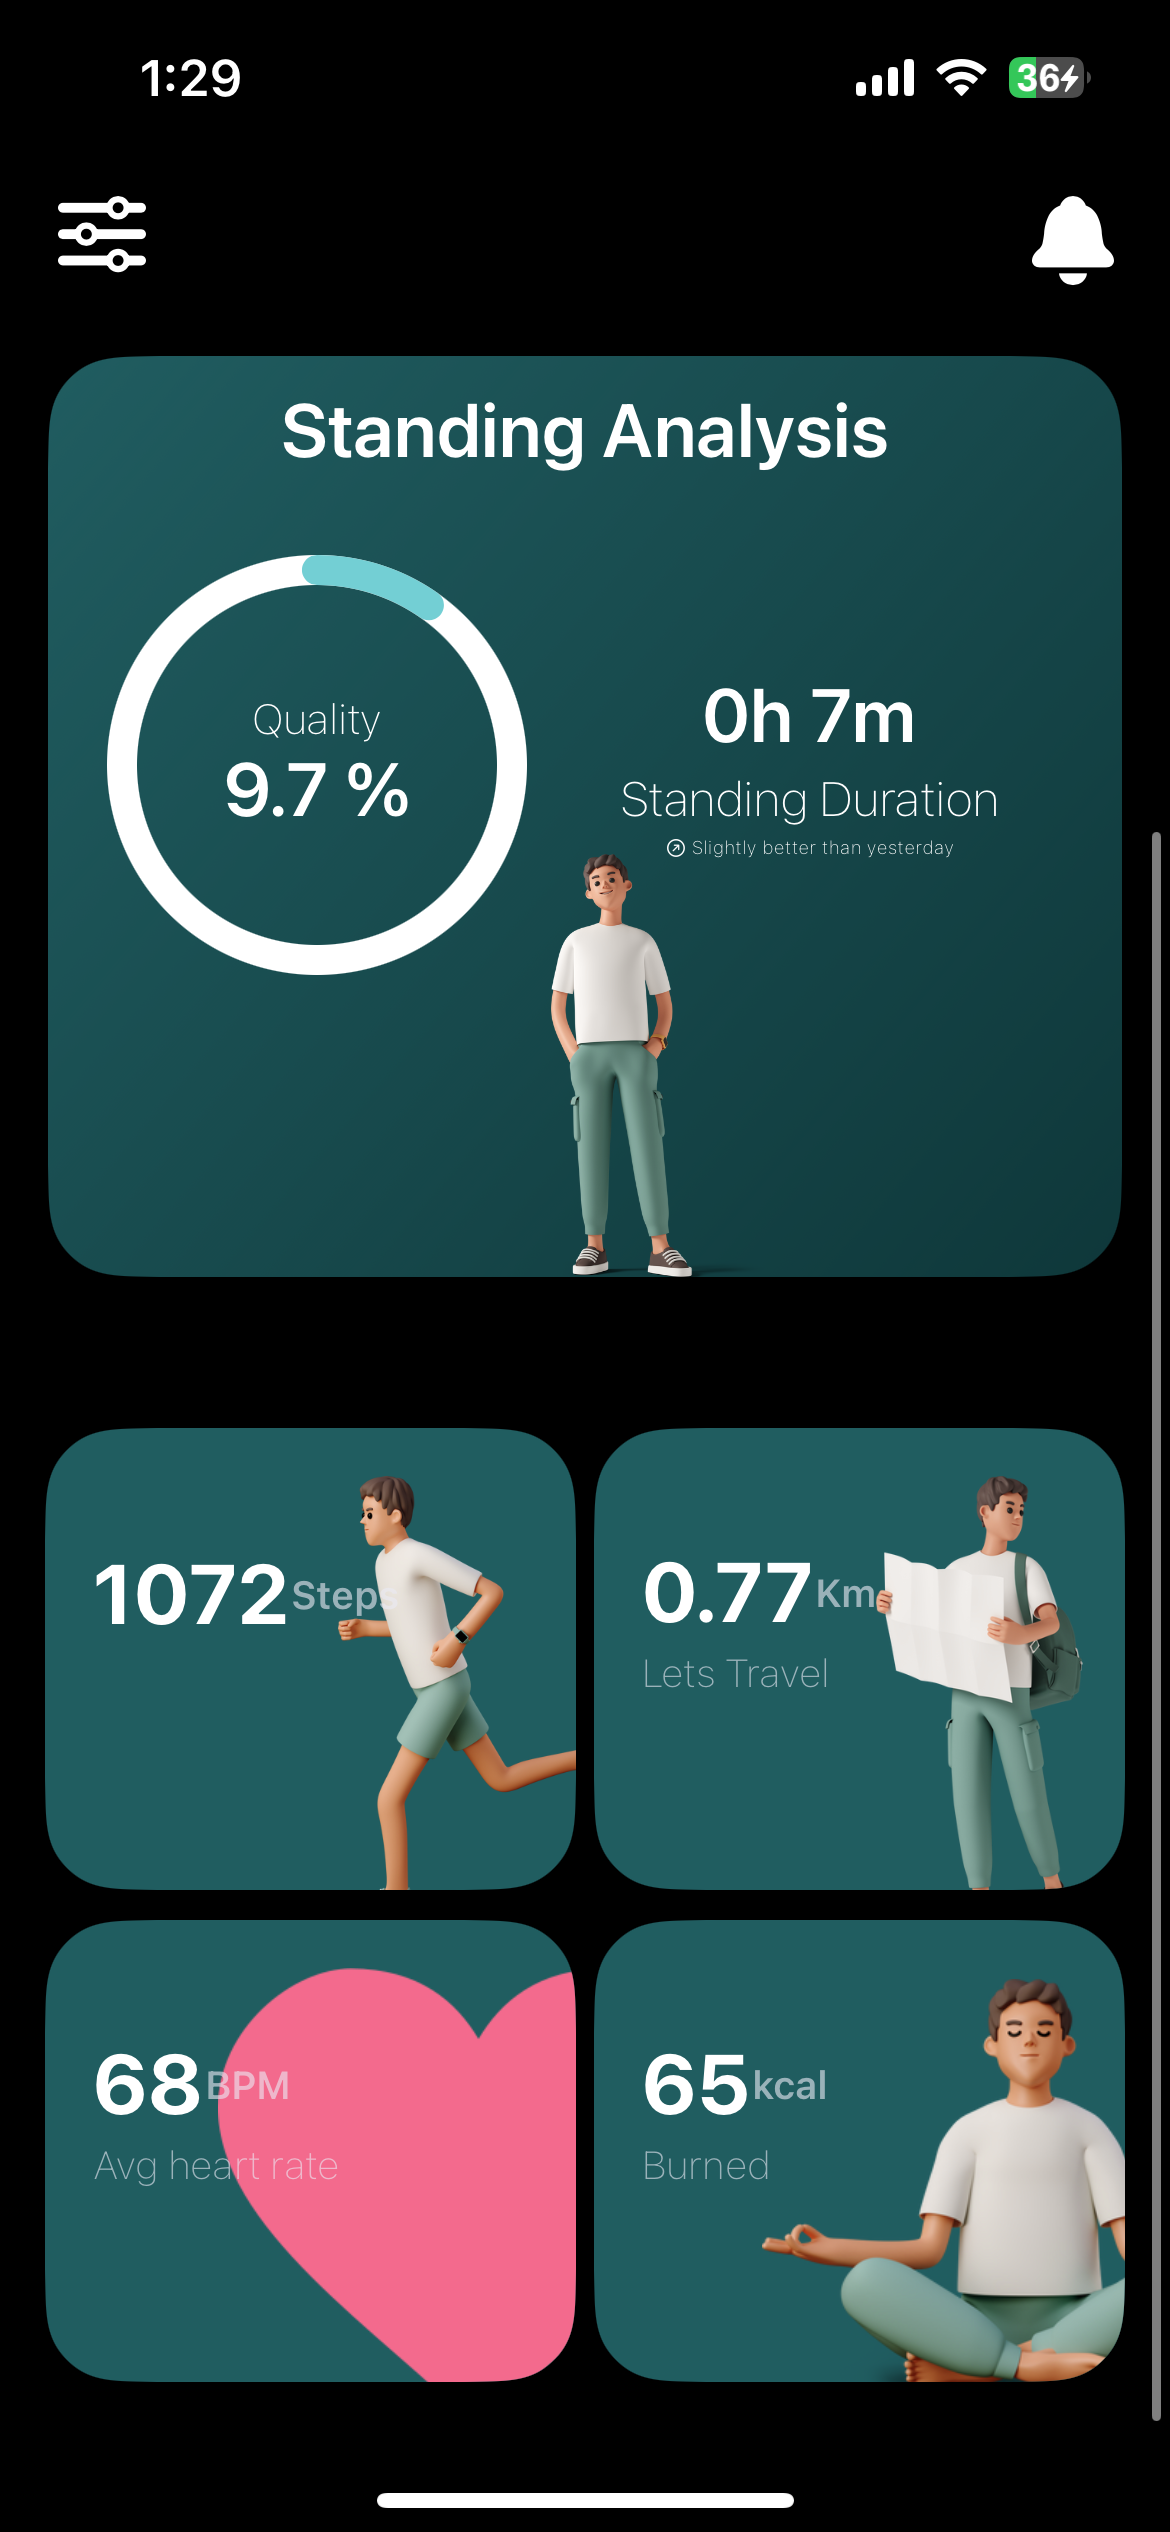 1:29
36
Standing Analysis
Quality
9.7 %
0h 7m
Standing Duration
Slightly better than yesterday
1072 Steps
0.77 Km
Lets Travel
68 BPM
Avg heart rate
65 kcal
Burned